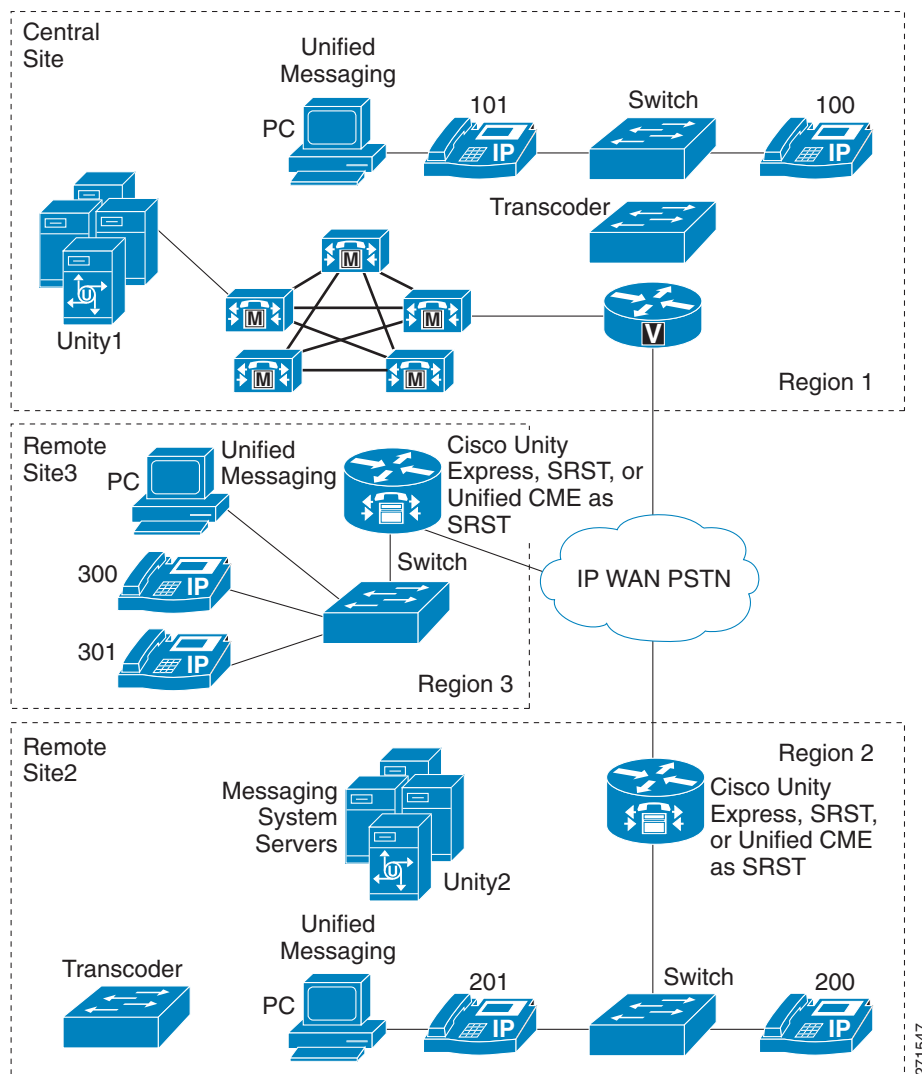 Central
Site
Unified
Messaging
PC
101
IP
Switch
100
IP
Transcoder
U
Unity1
M
M
M
M
M
V
Region 1
Remote
Site3
PC
Unified
Messaging
Cisco Unity
Express, SRST, or
Unified CME as
SRST
300
IP
301
IP
Switch
Region 3
IP WAN PSTN
Remote
Site2
Region 2
Messaging
System
Servers
U
Unity2
Cisco Unity
Express, SRST,
or Unified CME
as SRST
Transcoder
Unified
Messaging
PC
201
IP
Switch
200
IP
271547